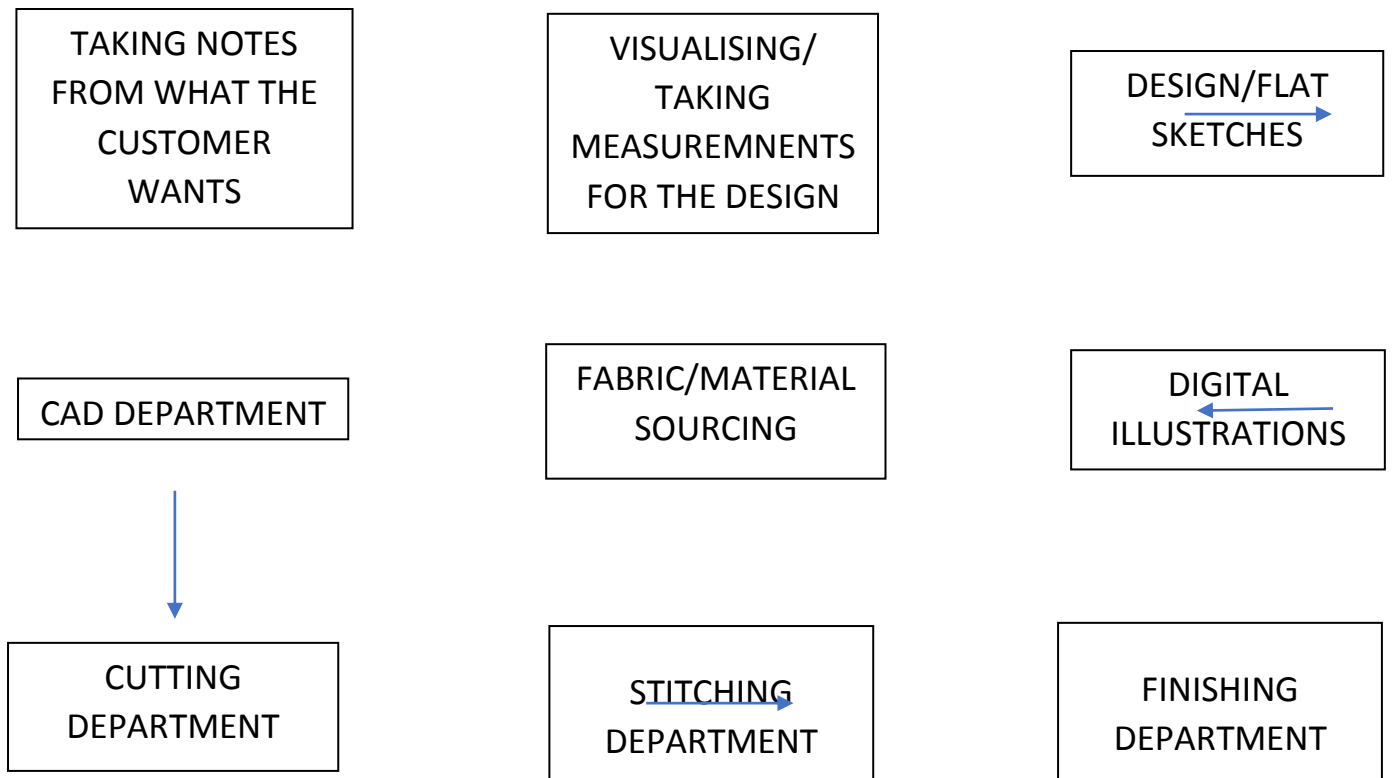 TAKING NOTES
FROM WHAT THE
CUSTOMER
WANTS
VISUALISING/
TAKING
MEASUREMNENTS
FOR THE DESIGN
DESIGN/FLAT
SKETCHES
CAD DEPARTMENT
FABRIC/MATERIAL
SOURCING
DIGITAL
ILLUSTRATIONS
CUTTING
DEPARTMENT
STITCHING
DEPARTMENT
FINISHING
DEPARTMENT